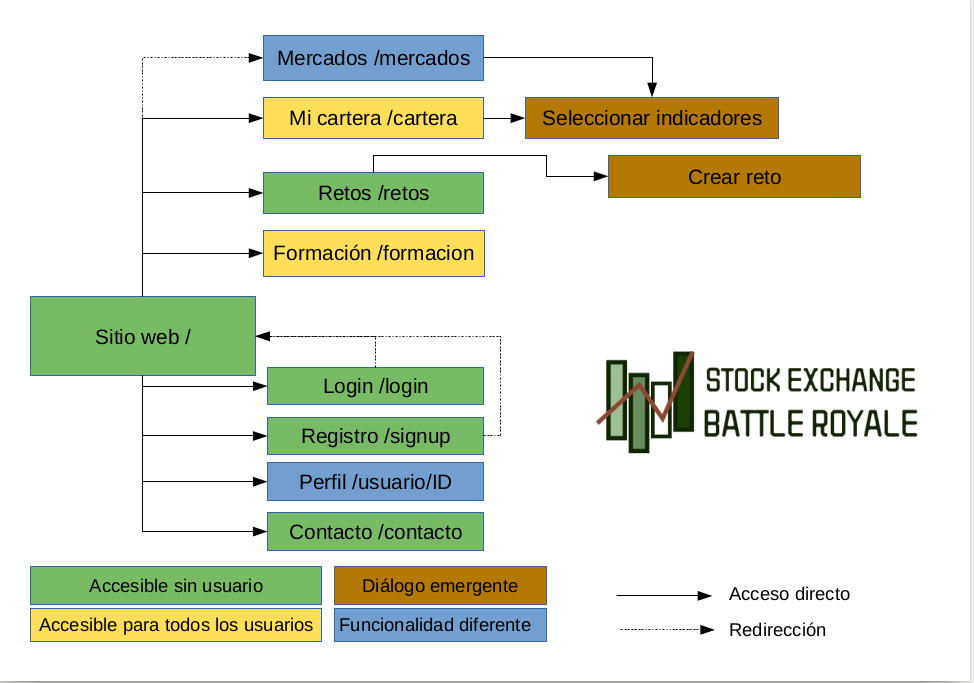 Mercados /mercados
Mi cartera /cartera
Seleccionar indicadores
Crear reto
Retos /retos
Formación /formacion
Sitio web /
Login /login
Registro /signup
Perfil /usuario/ID
Contacto /contacto
STOCK EXCHANGE
BATTLE ROYALE
Accesible sin usuario
Diálogo emergente
Accesible para todos los usuarios
Funcionalidad diferente
Acceso directo
Redirección